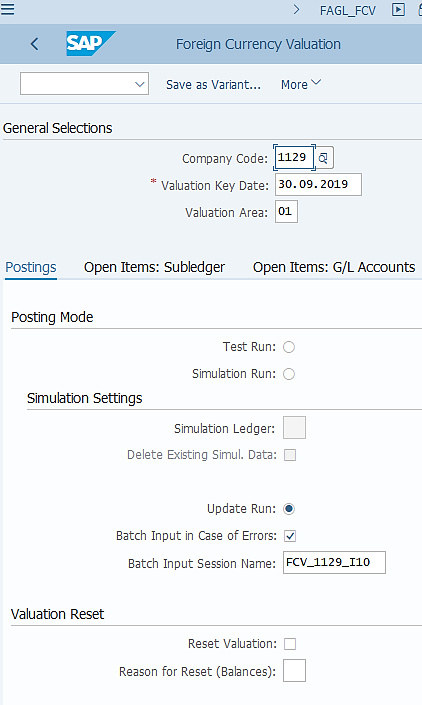 FAGL_FCV
SAP Foreign Currency Valuation
Save as Variant... More
General Selections
Company Code: 1129
* Valuation Key Date: 30.09.2019
Valuation Area: 01
Postings Open Items: Subledger Open Items: G/L Accounts
Posting Mode
Test Run:
Simulation Run:
Simulation Settings
Simulation Ledger:
Delete Existing Simul. Data:
Update Run:
Batch Input in Case of Errors:
Batch Input Session Name: FCV_1129_I10
Valuation Reset
Reset Valuation:
Reason for Reset (Balances):